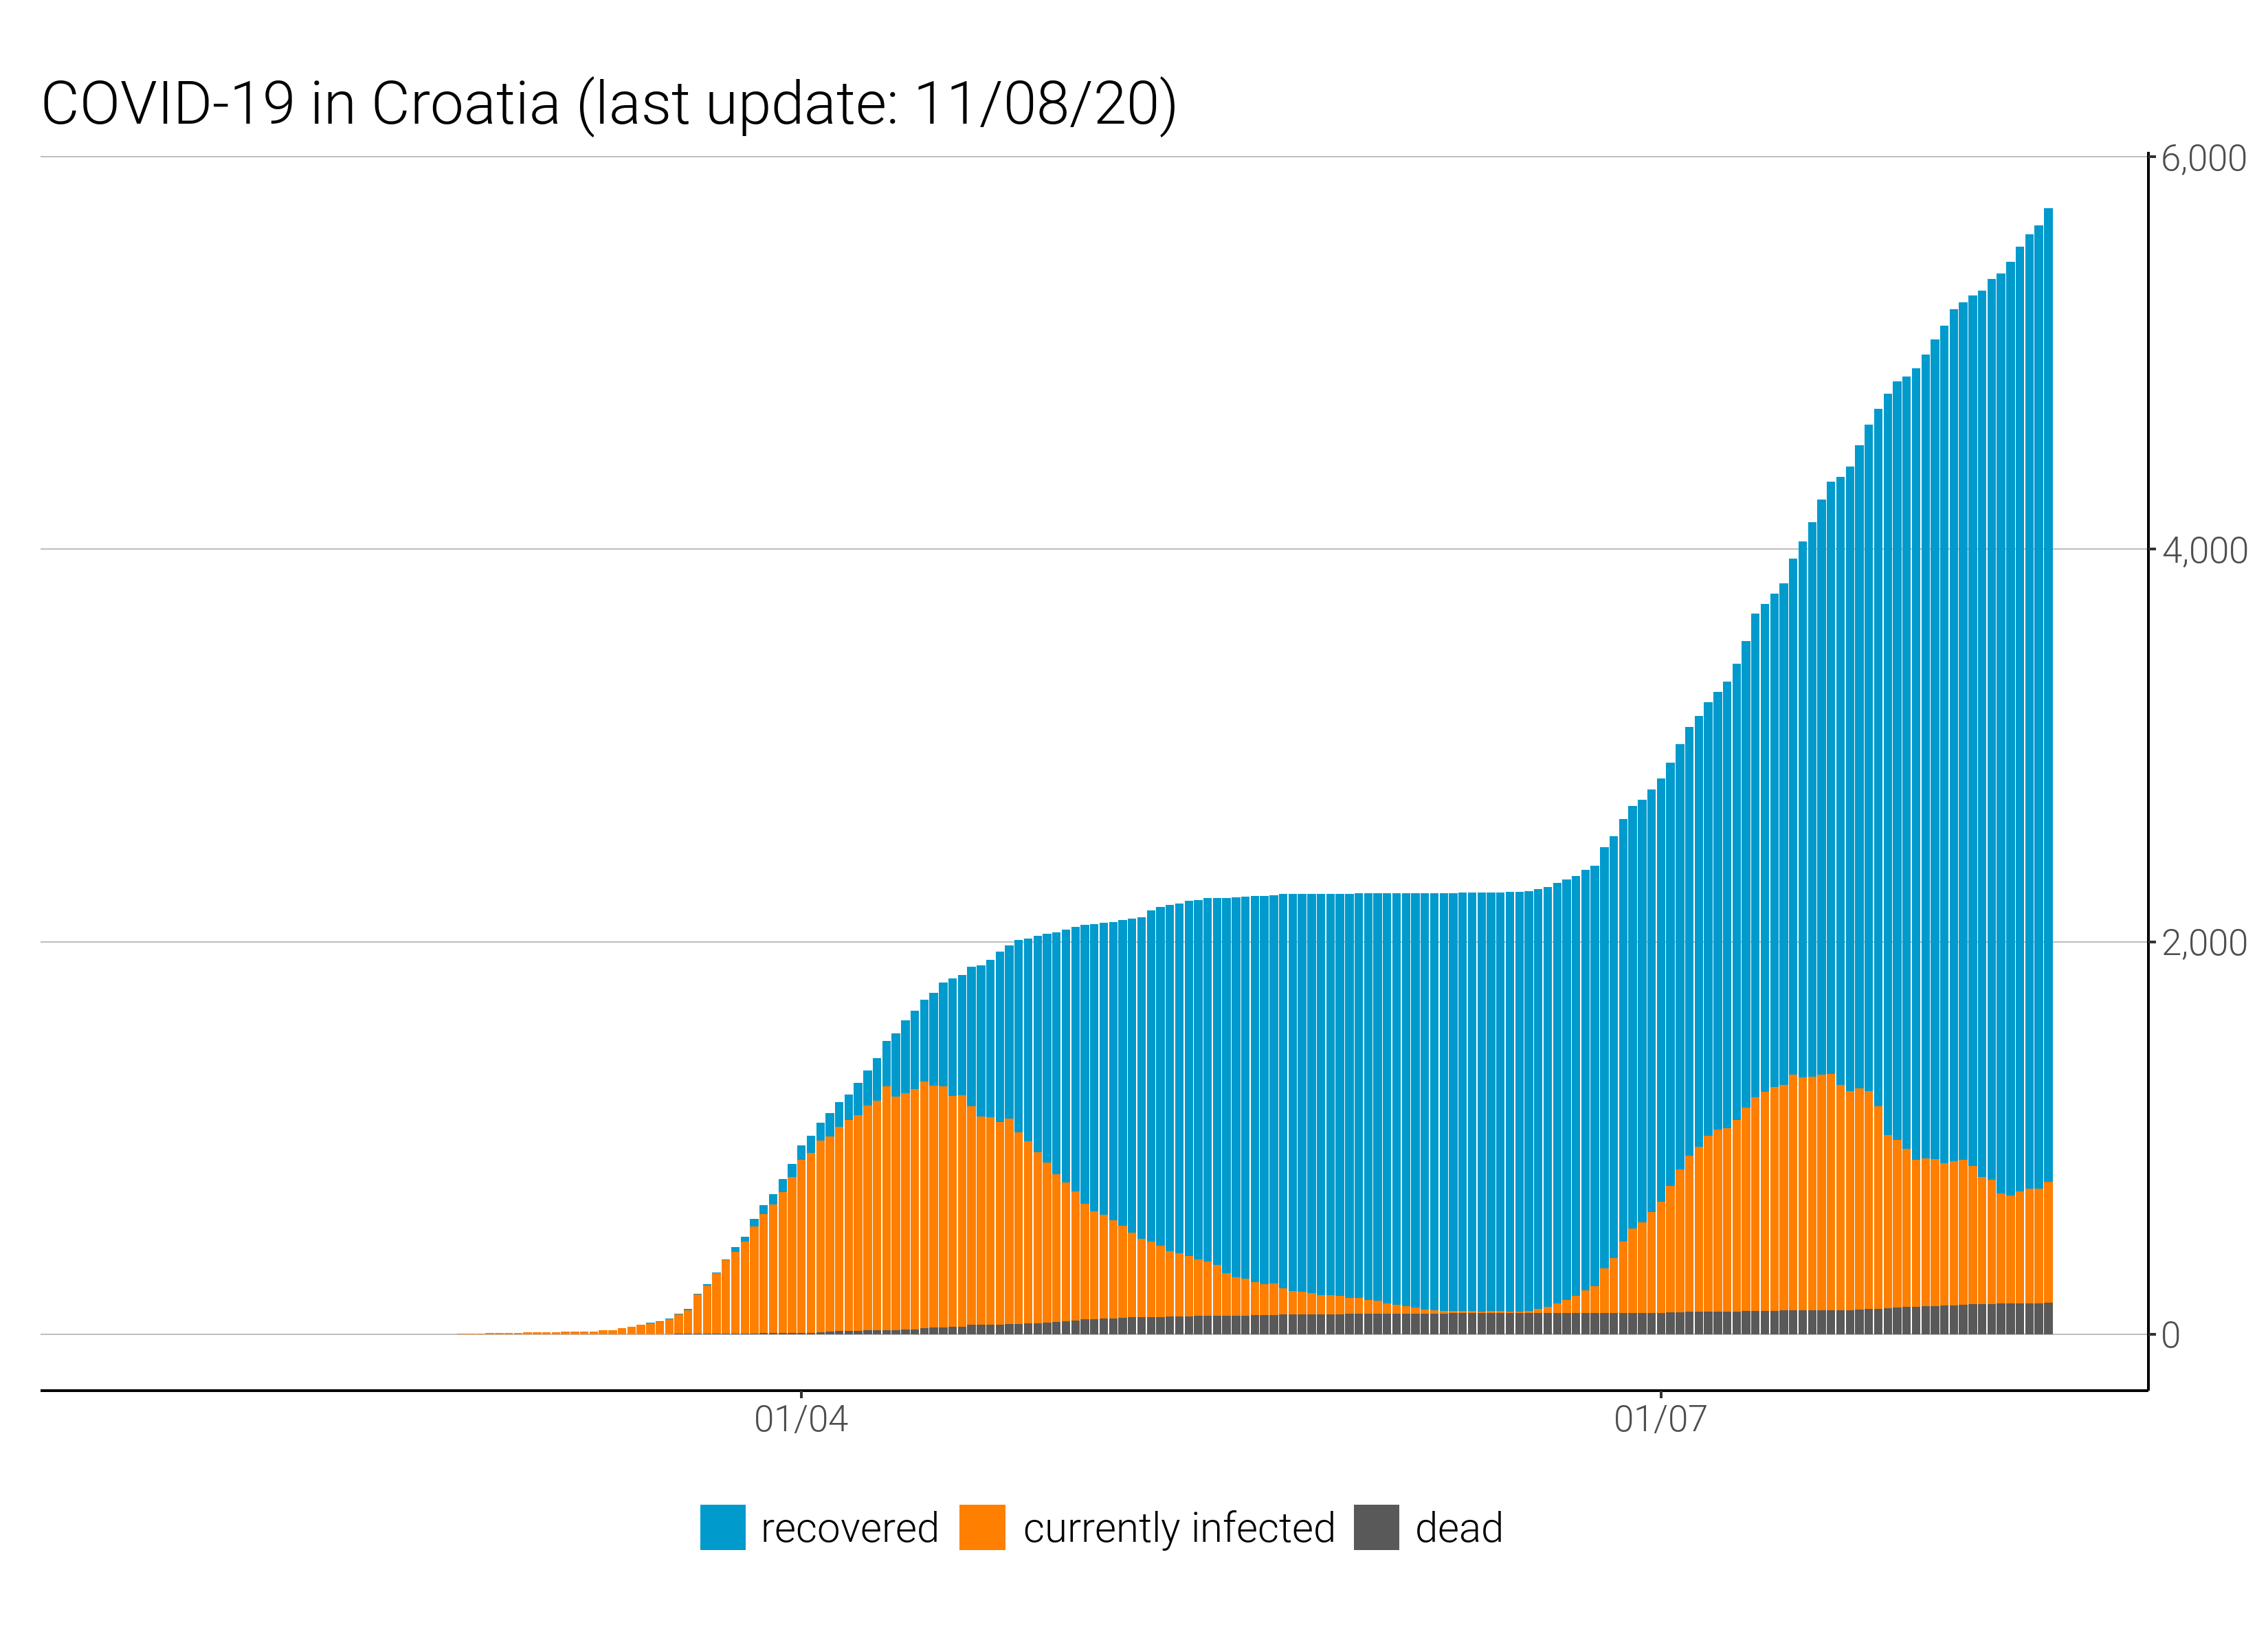 COVID-19 in Croatia (last update: 11/08/20)
6,000
4,000
2,000
0
01/04 01/07
recovered currently infected dead